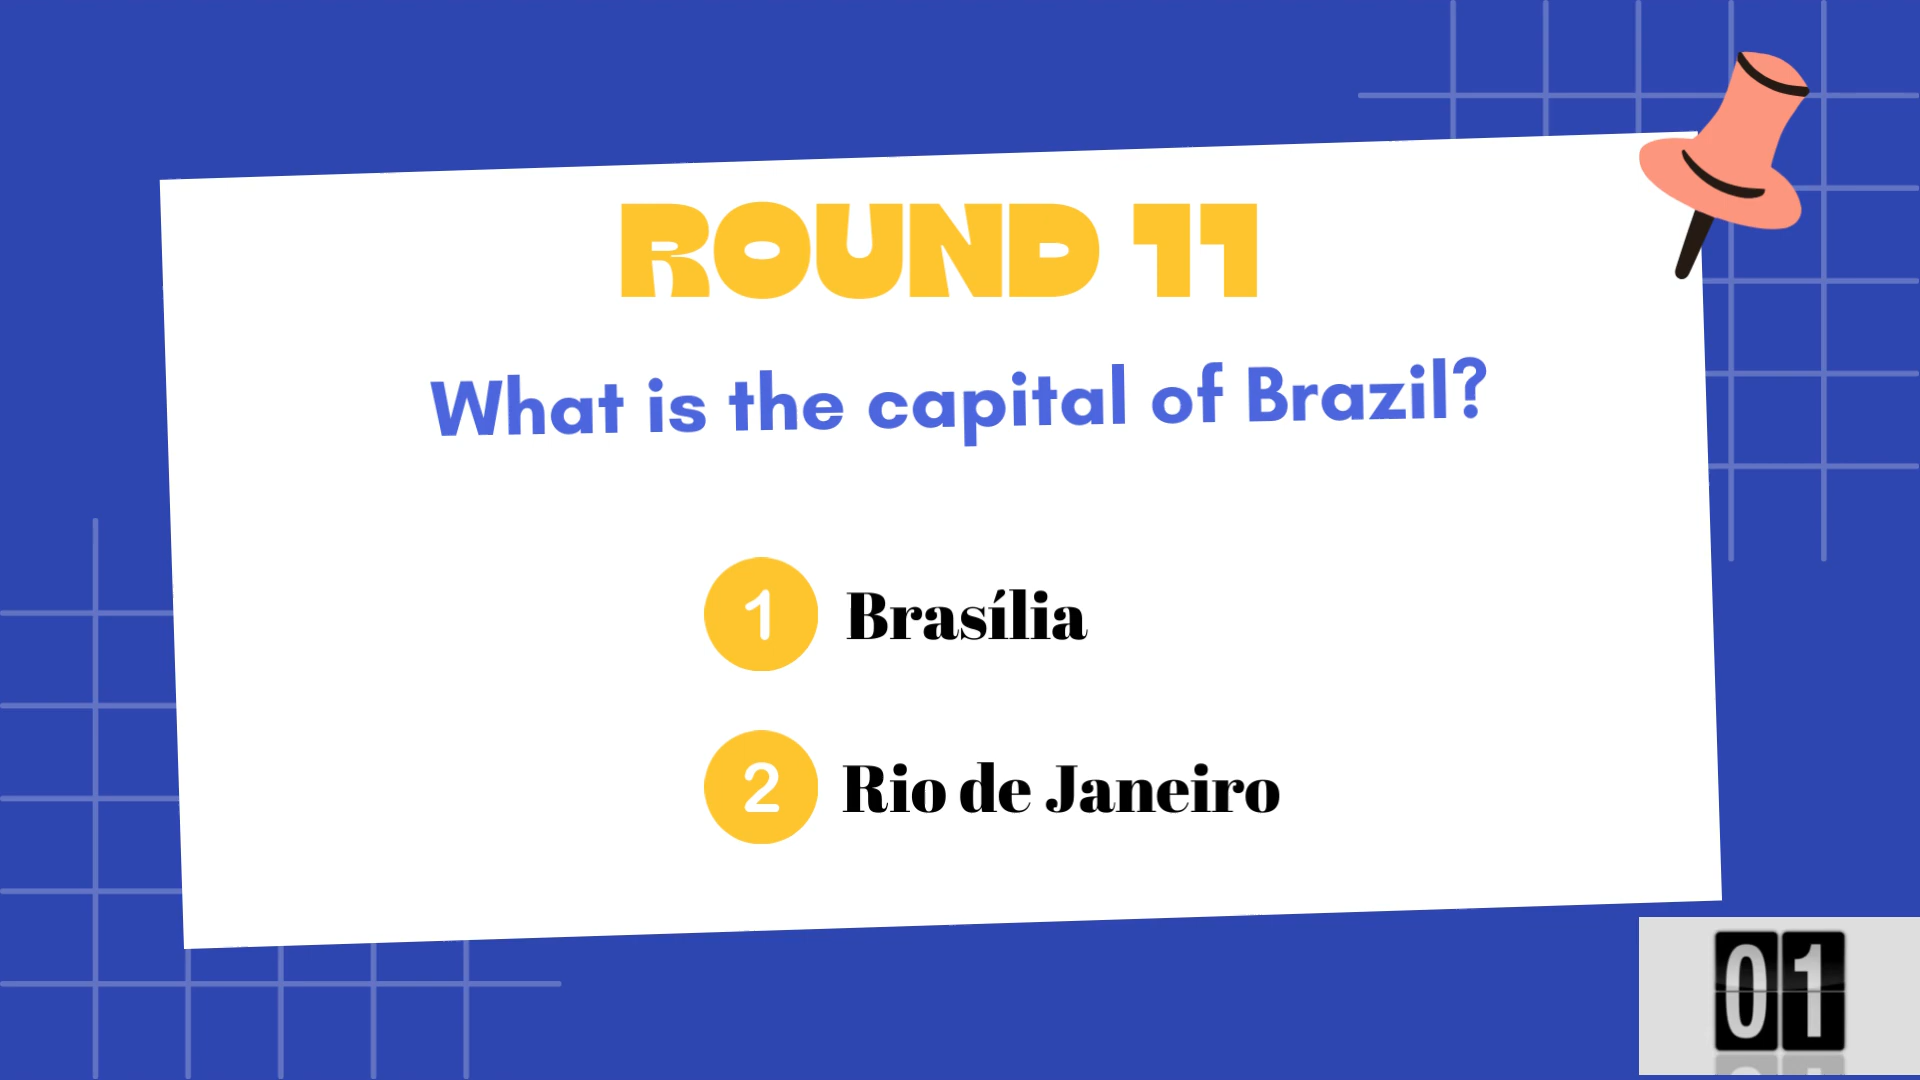 ROUND 11
What is the capital of Brazil?
1 Brasília
2 Rio de Janeiro
01